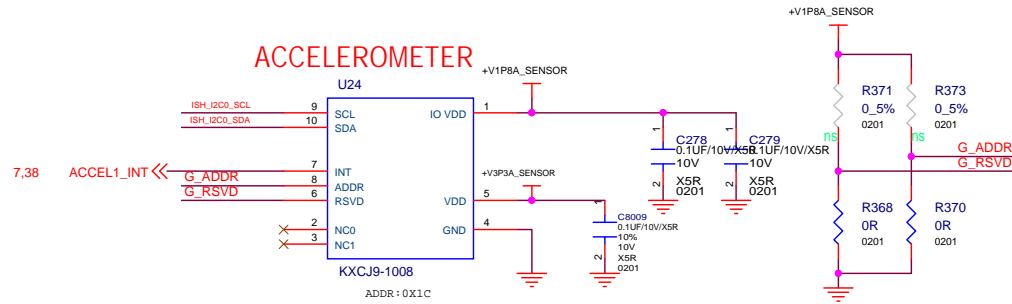 ACCELEROMETER
U24
ISH_I2C0_SCL
9
SCL
ISH_I2C0_SDA
10
SDA
7,38
ACCEL1_INT
7
INT
G_ADDR
8
ADDR
G_RSVD
6
RSVD
2
NC0
3
NC1
IO VDD
1
VDD
5
GND
4
KXCJ9-1008
ADDR:0X1C
+V1P8A_SENSOR
1
C278
0.1UF/10V/X5R
10V
2
X5R
0201
1
C279
0.1UF/10V/X5R
10V
2
X5R
0201
+V3P3A_SENSOR
1
C8009
0.1UF/10V/X5R
10%
10V
2
X5R
0201
+V1P8A_SENSOR
R371
0_5%
0201
ns
R373
0_5%
0201
ns
G_ADDR
G_RSVD
R368
0R
0201
R370
0R
0201